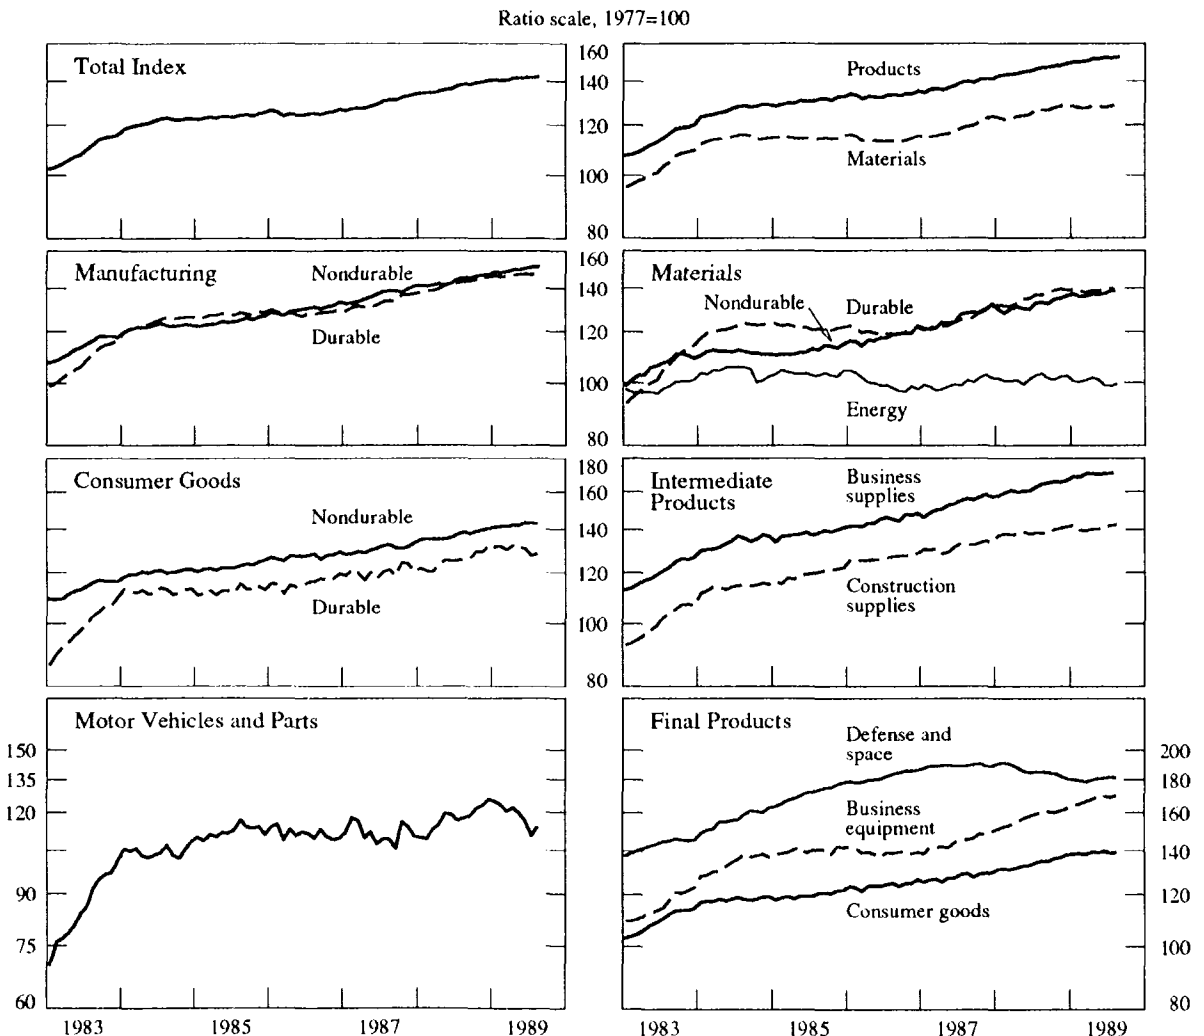 Ratio scale, 1977=100
Total Index
160
140
120
100
80
Products
Materials
Manufacturing
Nondurable
Durable
160
140
120
100
80
Materials
Nondurable
Durable
Energy
Consumer Goods
Nondurable
Durable
180
160
140
120
100
80
Intermediate
Products
Business
supplies
Construction
supplies
Motor Vehicles and Parts
150
135
120
90
75
60
1983
1985
1987
1989
Final Products
Defense and
space
Business
equipment
Consumer goods
200
180
160
140
120
100
80
1983
1985
1987
1989